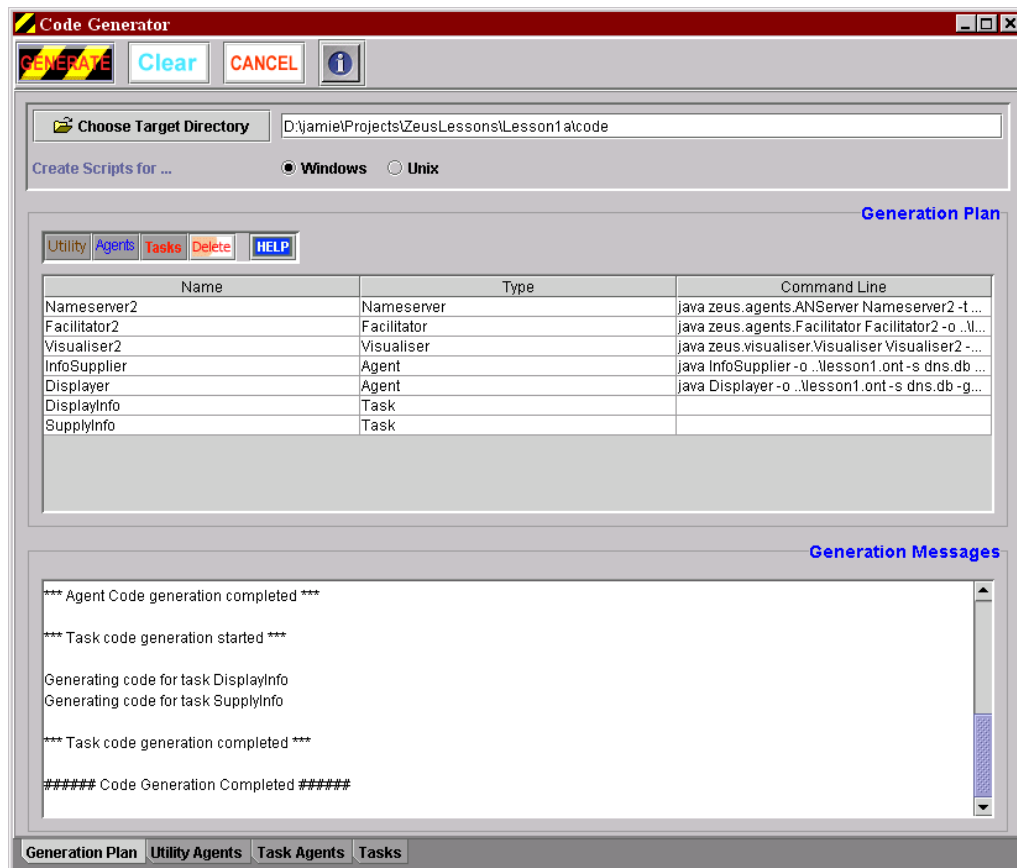 Code Generator
GENERATE Clear CANCEL i
Choose Target Directory D:\jamie\Projects\ZeusLessons\Lesson1a\code
Create Scripts for ... Windows Unix
Generation Plan
Utility Agents Tasks Delete HELP
Name Type Command Line
Nameserver2 Nameserver java zeus.agents.ANServer Nameserver2 -t ...
Facilitator2 Facilitator java zeus.agents.Facilitator Facilitator2 -o ..\l...
Visualiser2 Visualiser java zeus.visualiser.Visualiser Visualiser2 -...
InfoSupplier Agent java InfoSupplier -o ..\lesson1.ont -s dns.db ...
Displayer Agent java Displayer -o ..\lesson1.ont -s dns.db -g...
DisplayInfo Task
SupplyInfo Task
Generation Messages
*** Agent Code generation completed ***
*** Task code generation started ***
Generating code for task DisplayInfo
Generating code for task SupplyInfo
*** Task code generation completed ***
###### Code Generation Completed ######
Generation Plan Utility Agents Task Agents Tasks